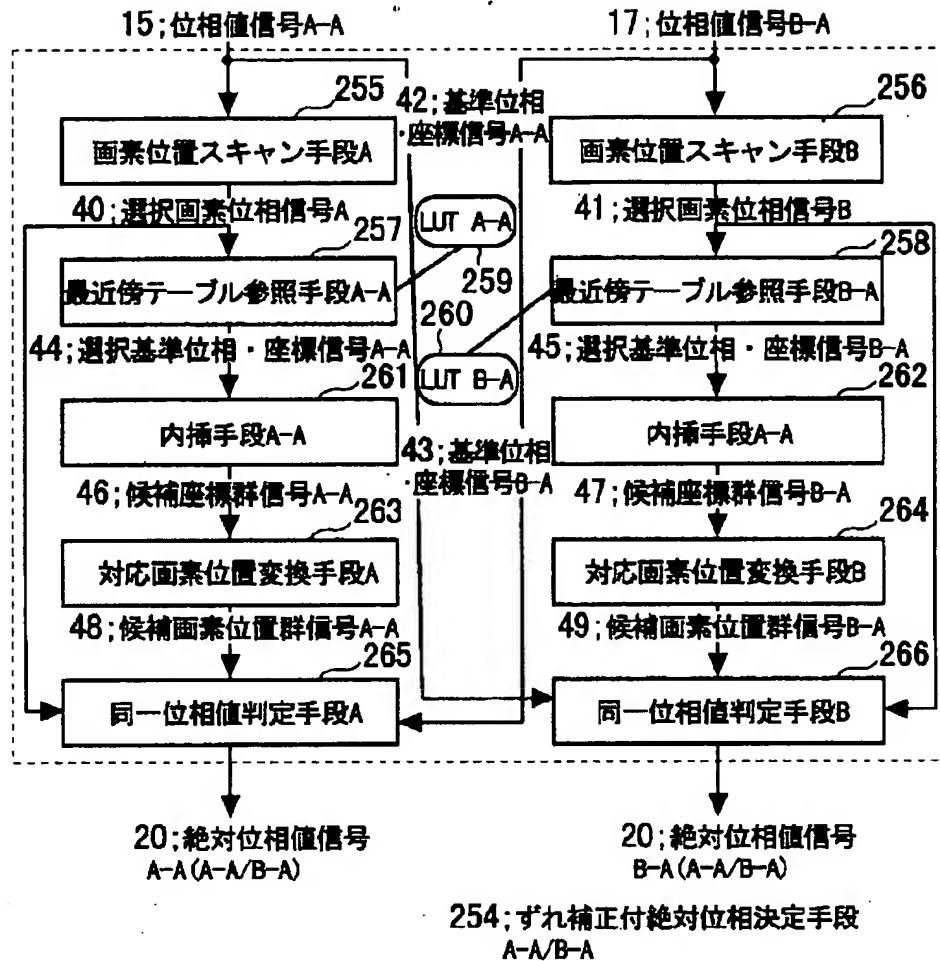 15;位相値信号A-A
17;位相値信号B-A
255
42;基準位相
・座標信号A-A
256
画素位置スキャン手段A
画素位置スキャン手段B
40;選択画素位相信号A
41;選択画素位相信号B
257
LUT A-A
258
最近傍テーブル参照手段A-A
259
最近傍テーブル参照手段B-A
260
44;選択基準位相・座標信号A-A
45;選択基準位相・座標信号B-A
261
LUT B-A
262
内挿手段A-A
内挿手段A-A
43;基準位相
・座標信号B-A
46;候補座標群信号A-A
47;候補座標群信号B-A
263
264
対応画素位置変換手段A
対応画素位置変換手段B
48;候補画素位置群信号A-A
49;候補画素位置群信号B-A
265
266
同一位相値判定手段A
同一位相値判定手段B
20;絶対位相値信号
A-A(A-A/B-A)
20;絶対位相値信号
B-A(A-A/B-A)
254;ずれ補正付絶対位相決定手段
A-A/B-A